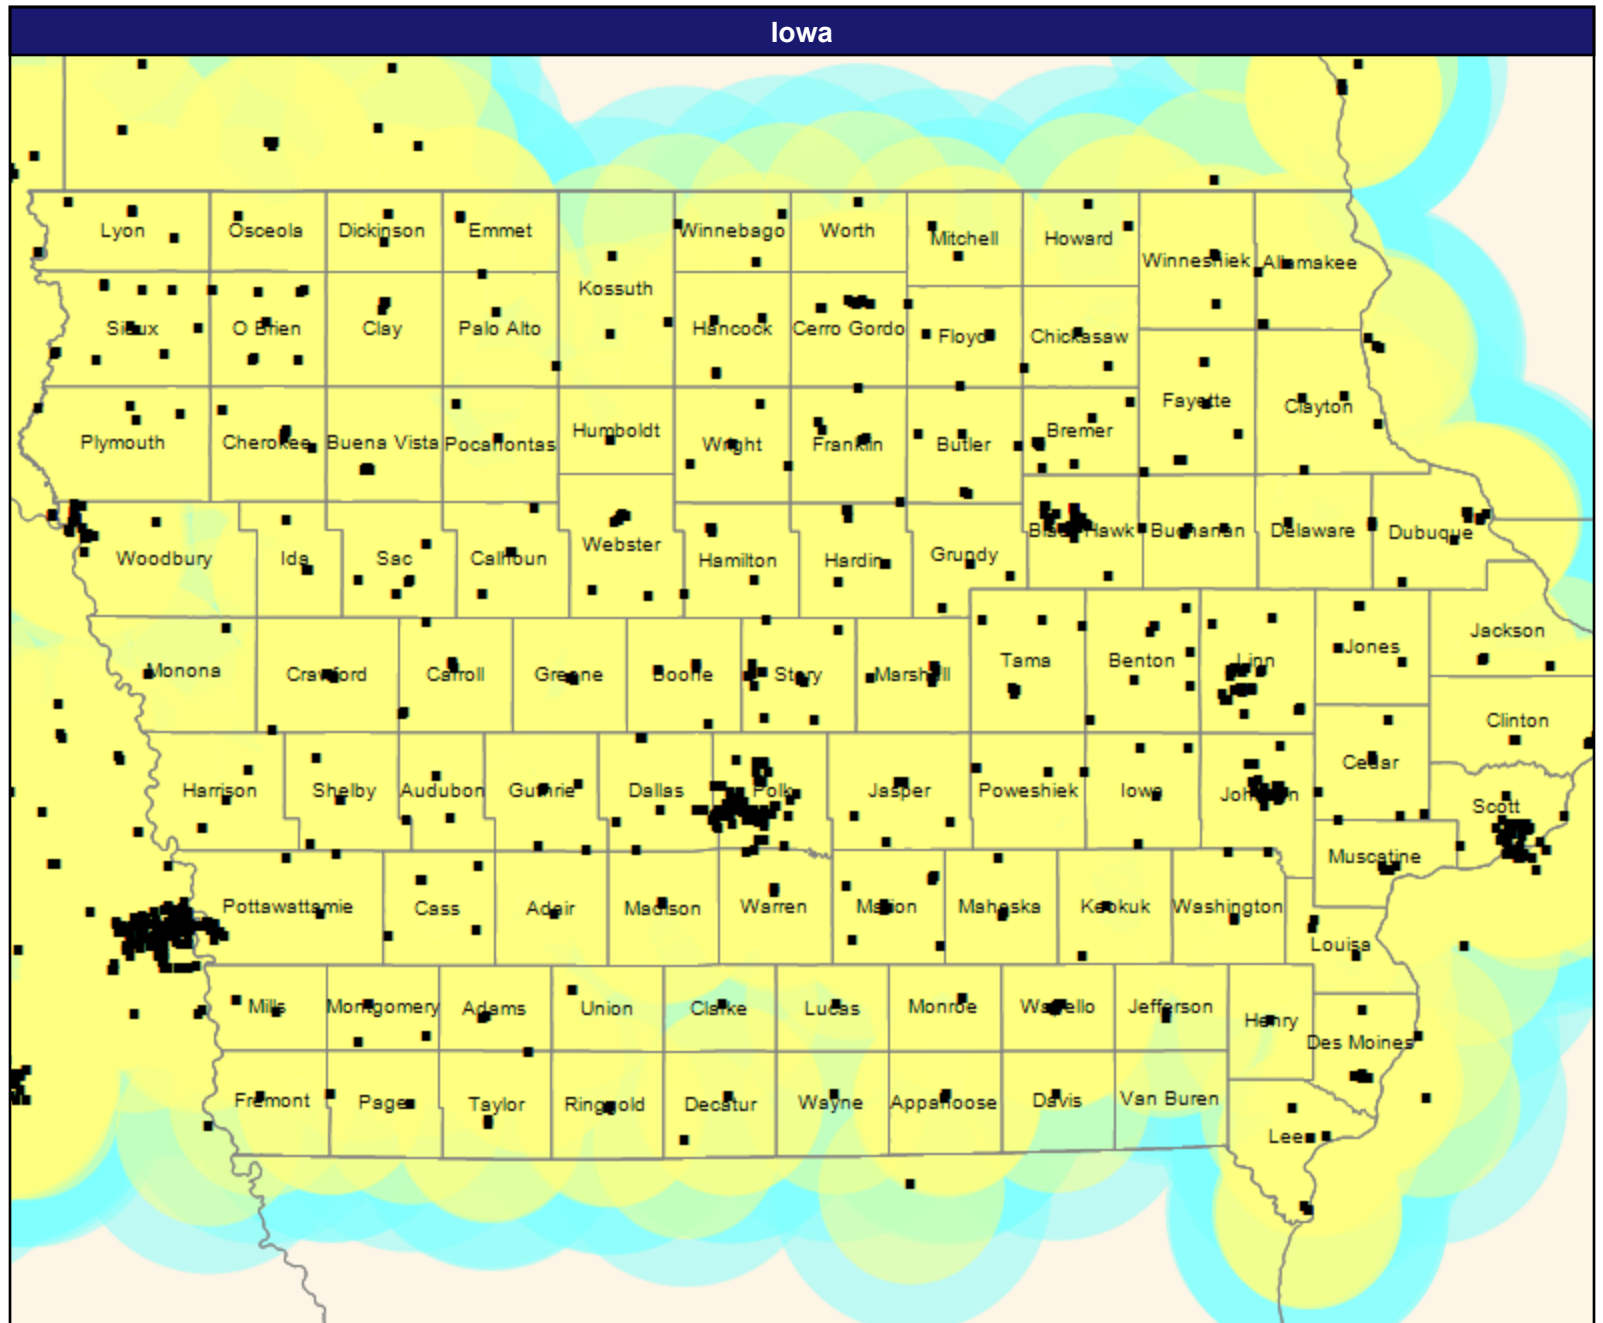 Iowa
Lyon
Osceola
Dickinson
Emmet
Winnebago
Worth
Mitchell
Howard
Winneshiek
Allamakee
Kossuth
Sioux
O Brien
Clay
Palo Alto
Hancock
Cerro Gordo
Floyd
Chickasaw
Fayette
Clayton
Plymouth
Cherokee
Buena Vista
Pocahontas
Humboldt
Wright
Franklin
Butler
Bremer
Woodbury
Ida
Sac
Calhoun
Webster
Hamilton
Hardin
Grundy
Black Hawk
Buchanan
Delaware
Dubuque
Monona
Crawford
Carroll
Greene
Boone
Story
Marshall
Tama
Benton
Linn
Jones
Jackson
Clinton
Harrison
Shelby
Audubon
Guthrie
Dallas
Polk
Jasper
Poweshiek
Iowa
Johnson
Cedar
Scott
Muscatine
Pottawattamie
Cass
Adair
Madison
Warren
Marion
Mahaska
Keokuk
Washington
Louisa
Mills
Montgomery
Adams
Union
Clarke
Lucas
Monroe
Wapello
Jefferson
Henry
Des Moines
Fremont
Page
Taylor
Ringgold
Decatur
Wayne
Appanoose
Davis
Van Buren
Lee